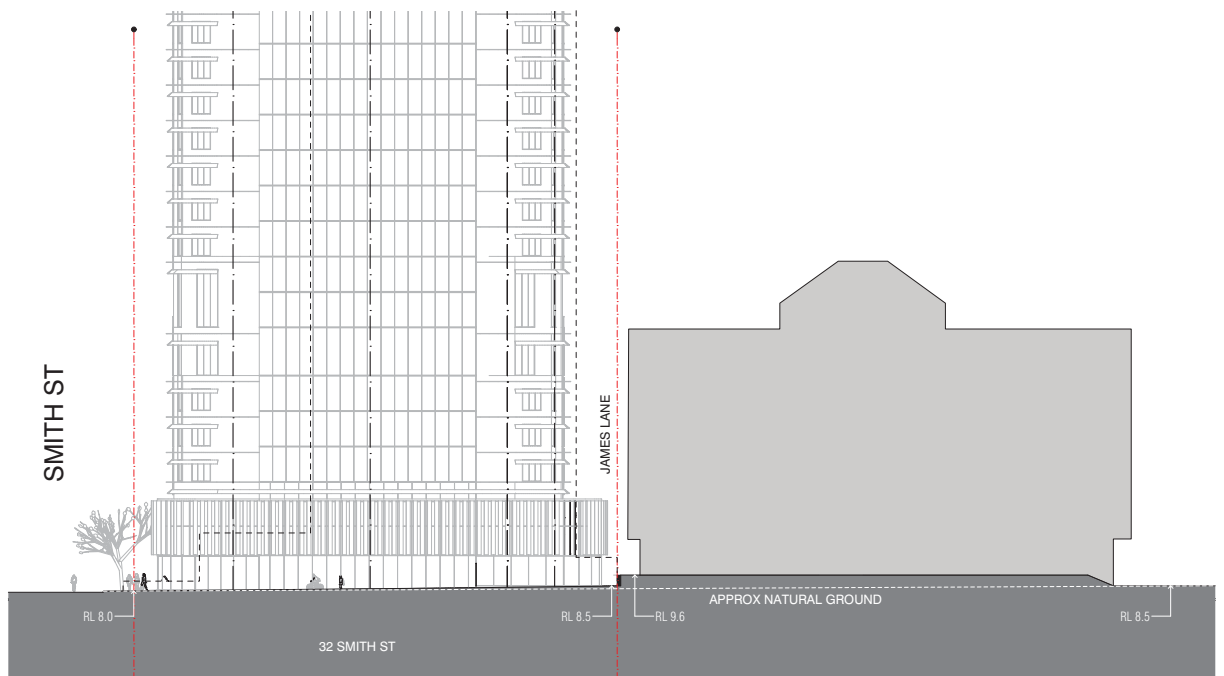 SMITH ST
JAMES LANE
APPROX NATURAL GROUND
RL 8.0
RL 8.5
RL 9.6
RL 8.5
32 SMITH ST